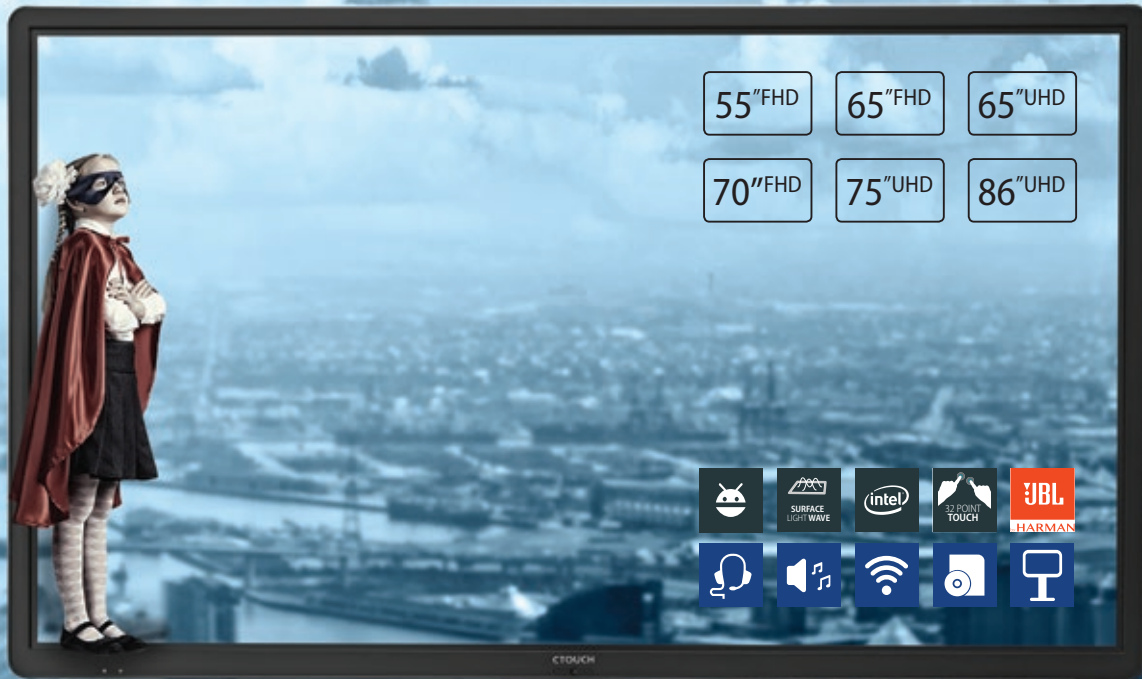 55″FHD 65″FHD 65″UHD
70″FHD 75″UHD 86″UHD
SURFACE
LIGHT WAVE
intel
32 POINT
TOUCH
JBL
HARMAN
CTOUCH